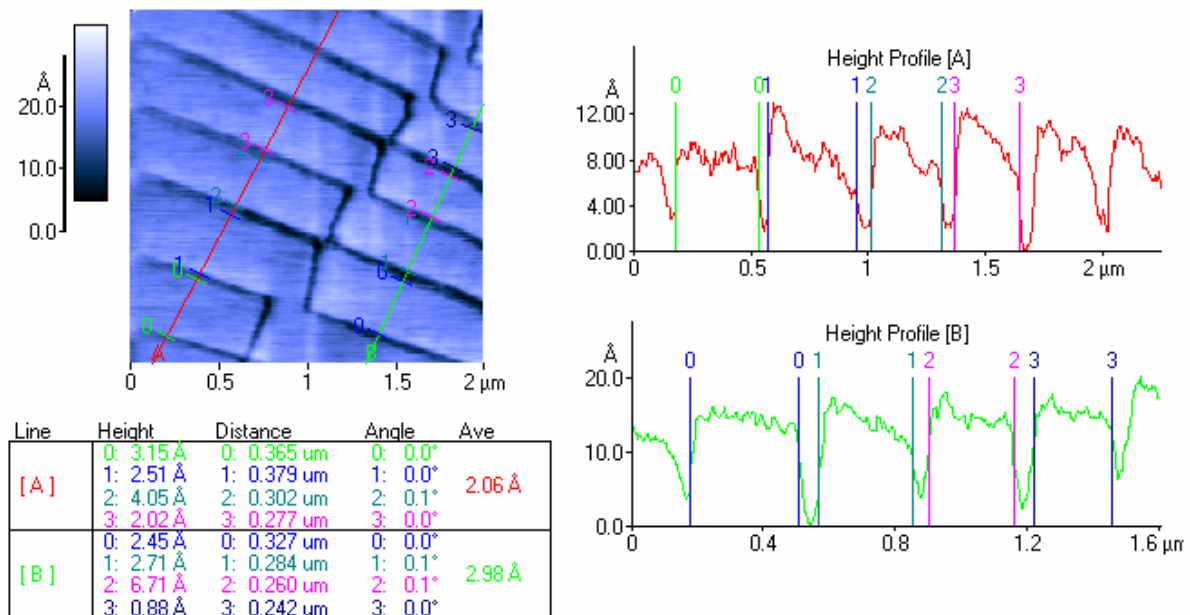 Å
20.0
10.0
0.0
3
3
2
2
1
1
0
0
A
3
3
2
2
1
0
0
B
0 0.5 1 1.5 2 µm
Height Profile [A]
Å
0 0 1 1 2 2 3 3
12.00
8.00
4.00
0.00
0 0.5 1 1.5 2 µm
Height Profile [B]
Å
0 0 1 1 2 2 3 3
20.0
10.0
0.0
0 0.4 0.8 1.2 1.6 µm
Line Height Distance Angle Ave
0: 3.15 Å 0: 0.365 um 0: 0.0°
1: 2.51 Å 1: 0.379 um 1: 0.0°
[ A ] 2.06 Å
2: 4.05 Å 2: 0.302 um 2: 0.1°
3: 2.02 Å 3: 0.277 um 3: 0.0°
0: 2.45 Å 0: 0.327 um 0: 0.0°
1: 2.71 Å 1: 0.284 um 1: 0.1°
[ B ] 2.98 Å
2: 6.71 Å 2: 0.260 um 2: 0.1°
3: 0.88 Å 3: 0.242 um 3: 0.0°